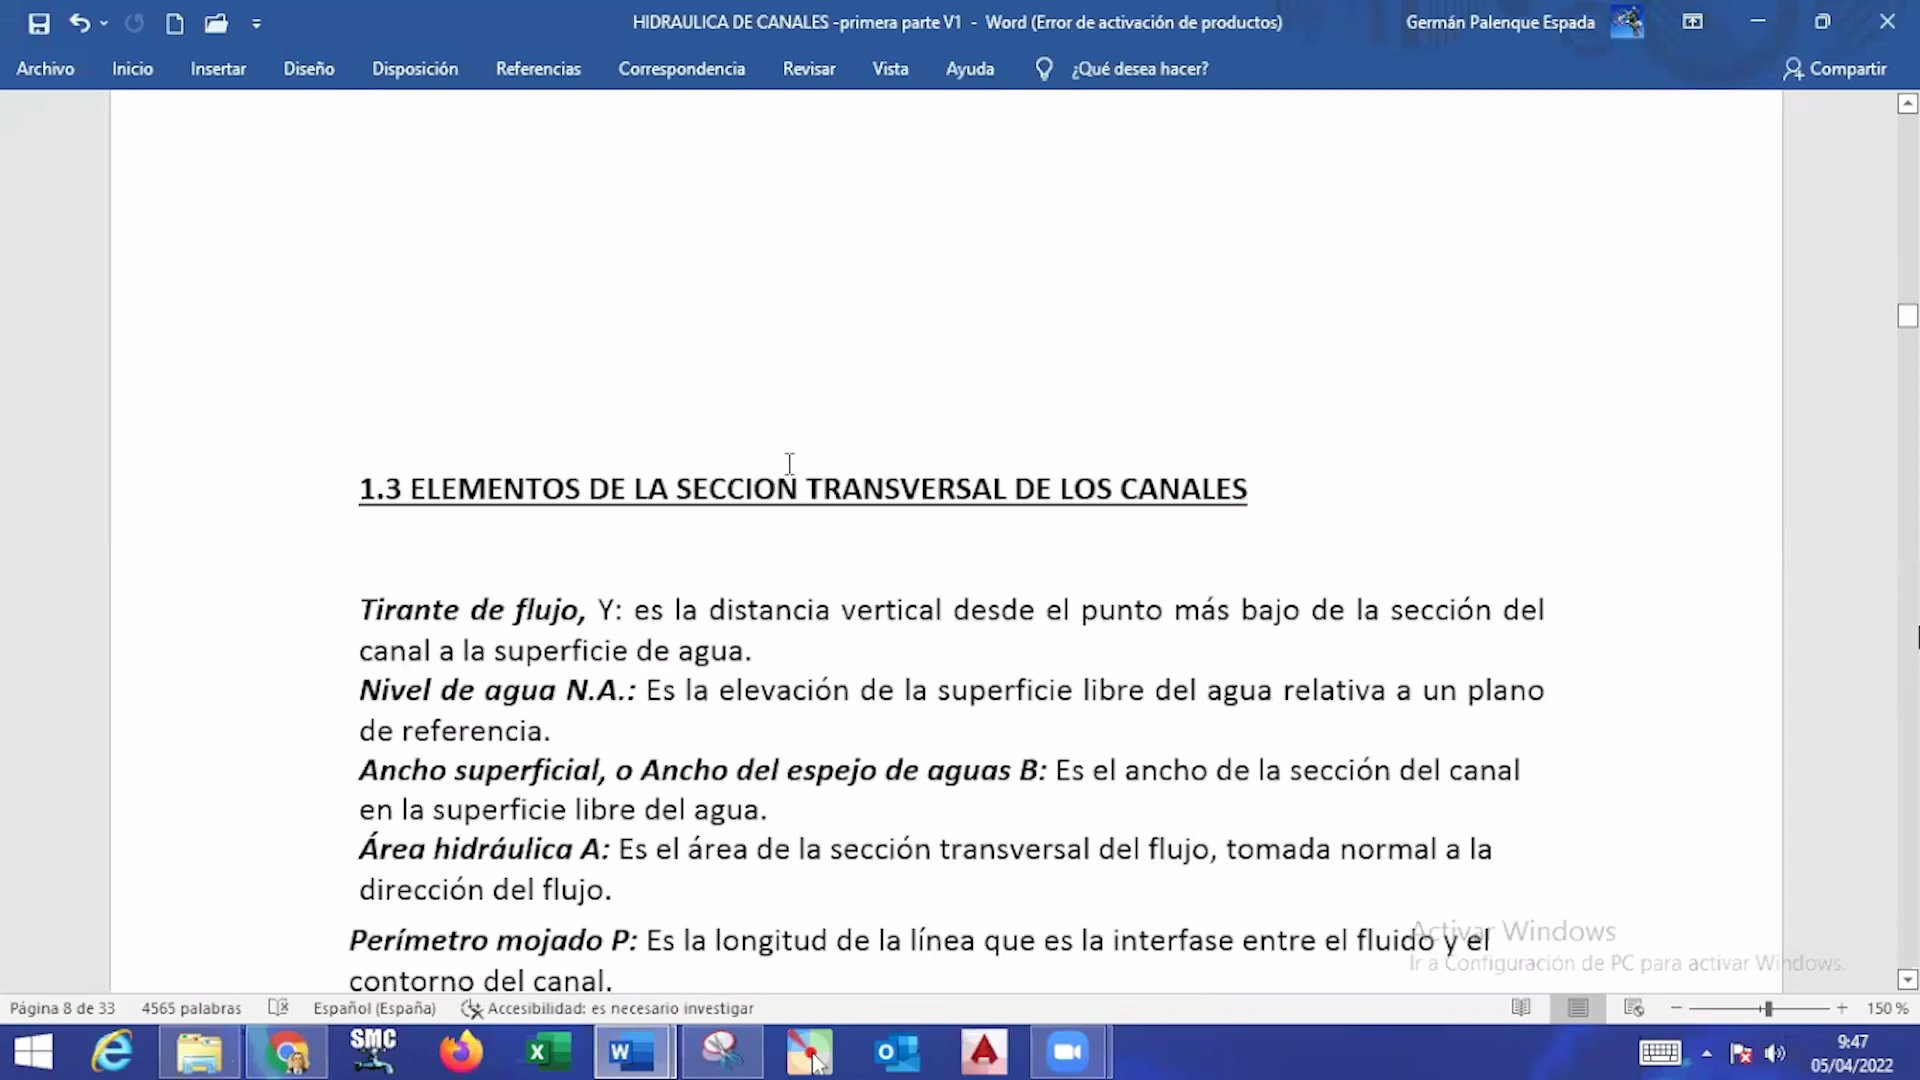 HIDRAULICA DE CANALES -primera parte V1 - Word (Error de activación de productos)
Germán Palenque Espada
Archivo Inicio Insertar Diseño Disposición Referencias Correspondencia Revisar Vista Ayuda ¿Qué desea hacer? Compartir
1.3 ELEMENTOS DE LA SECCION TRANSVERSAL DE LOS CANALES
Tirante de flujo, Y: es la distancia vertical desde el punto más bajo de la sección del
canal a la superficie de agua.
Nivel de agua N.A.: Es la elevación de la superficie libre del agua relativa a un plano
de referencia.
Ancho superficial, o Ancho del espejo de aguas B: Es el ancho de la sección del canal
en la superficie libre del agua.
Área hidráulica A: Es el área de la sección transversal del flujo, tomada normal a la
dirección del flujo.
Perímetro mojado P: Es la longitud de la línea que es la interfase entre el fluido y el
contorno del canal.
Activar Windows
Ir a Configuración de PC para activar Windows.
Página 8 de 33 4565 palabras Español (España) Accesibilidad: es necesario investigar 150 %
SMC
9:47
05/04/2022